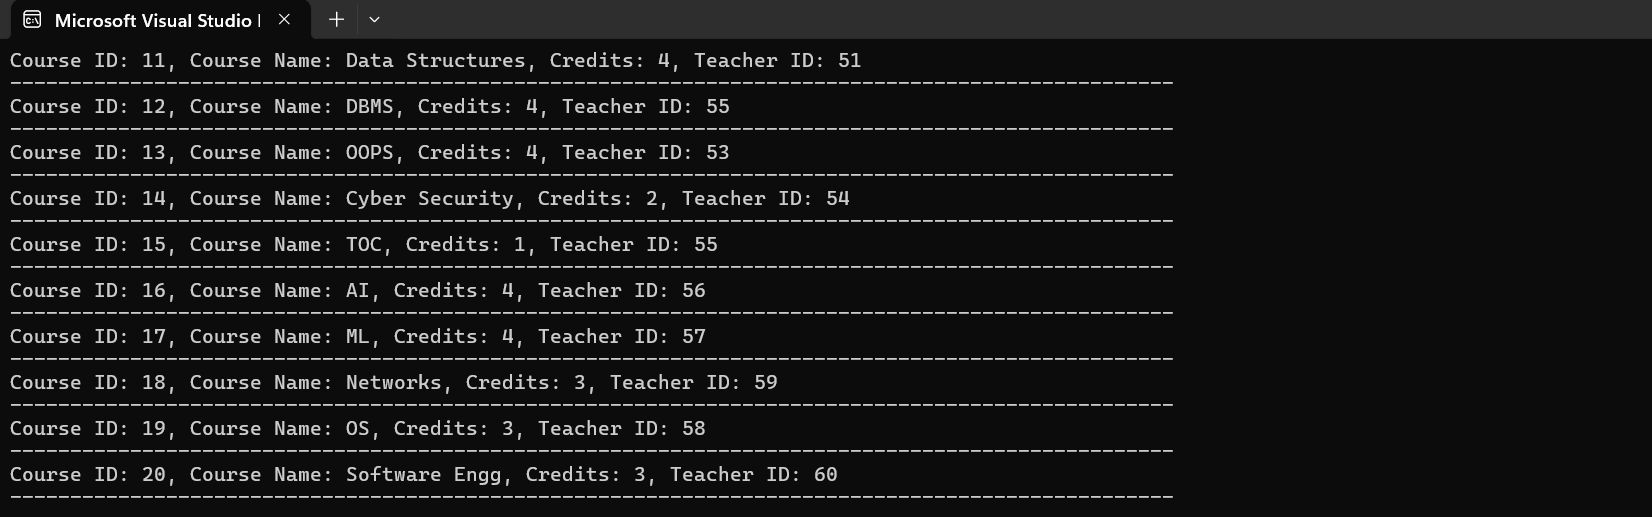 Microsoft Visual Studio
Course ID: 11, Course Name: Data Structures, Credits: 4, Teacher ID: 51
-------------------------------------------------------------------------------------------------
Course ID: 12, Course Name: DBMS, Credits: 4, Teacher ID: 55
-------------------------------------------------------------------------------------------------
Course ID: 13, Course Name: OOPS, Credits: 4, Teacher ID: 53
-------------------------------------------------------------------------------------------------
Course ID: 14, Course Name: Cyber Security, Credits: 2, Teacher ID: 54
-------------------------------------------------------------------------------------------------
Course ID: 15, Course Name: TOC, Credits: 1, Teacher ID: 55
-------------------------------------------------------------------------------------------------
Course ID: 16, Course Name: AI, Credits: 4, Teacher ID: 56
-------------------------------------------------------------------------------------------------
Course ID: 17, Course Name: ML, Credits: 4, Teacher ID: 57
-------------------------------------------------------------------------------------------------
Course ID: 18, Course Name: Networks, Credits: 3, Teacher ID: 59
-------------------------------------------------------------------------------------------------
Course ID: 19, Course Name: OS, Credits: 3, Teacher ID: 58
-------------------------------------------------------------------------------------------------
Course ID: 20, Course Name: Software Engg, Credits: 3, Teacher ID: 60
-------------------------------------------------------------------------------------------------